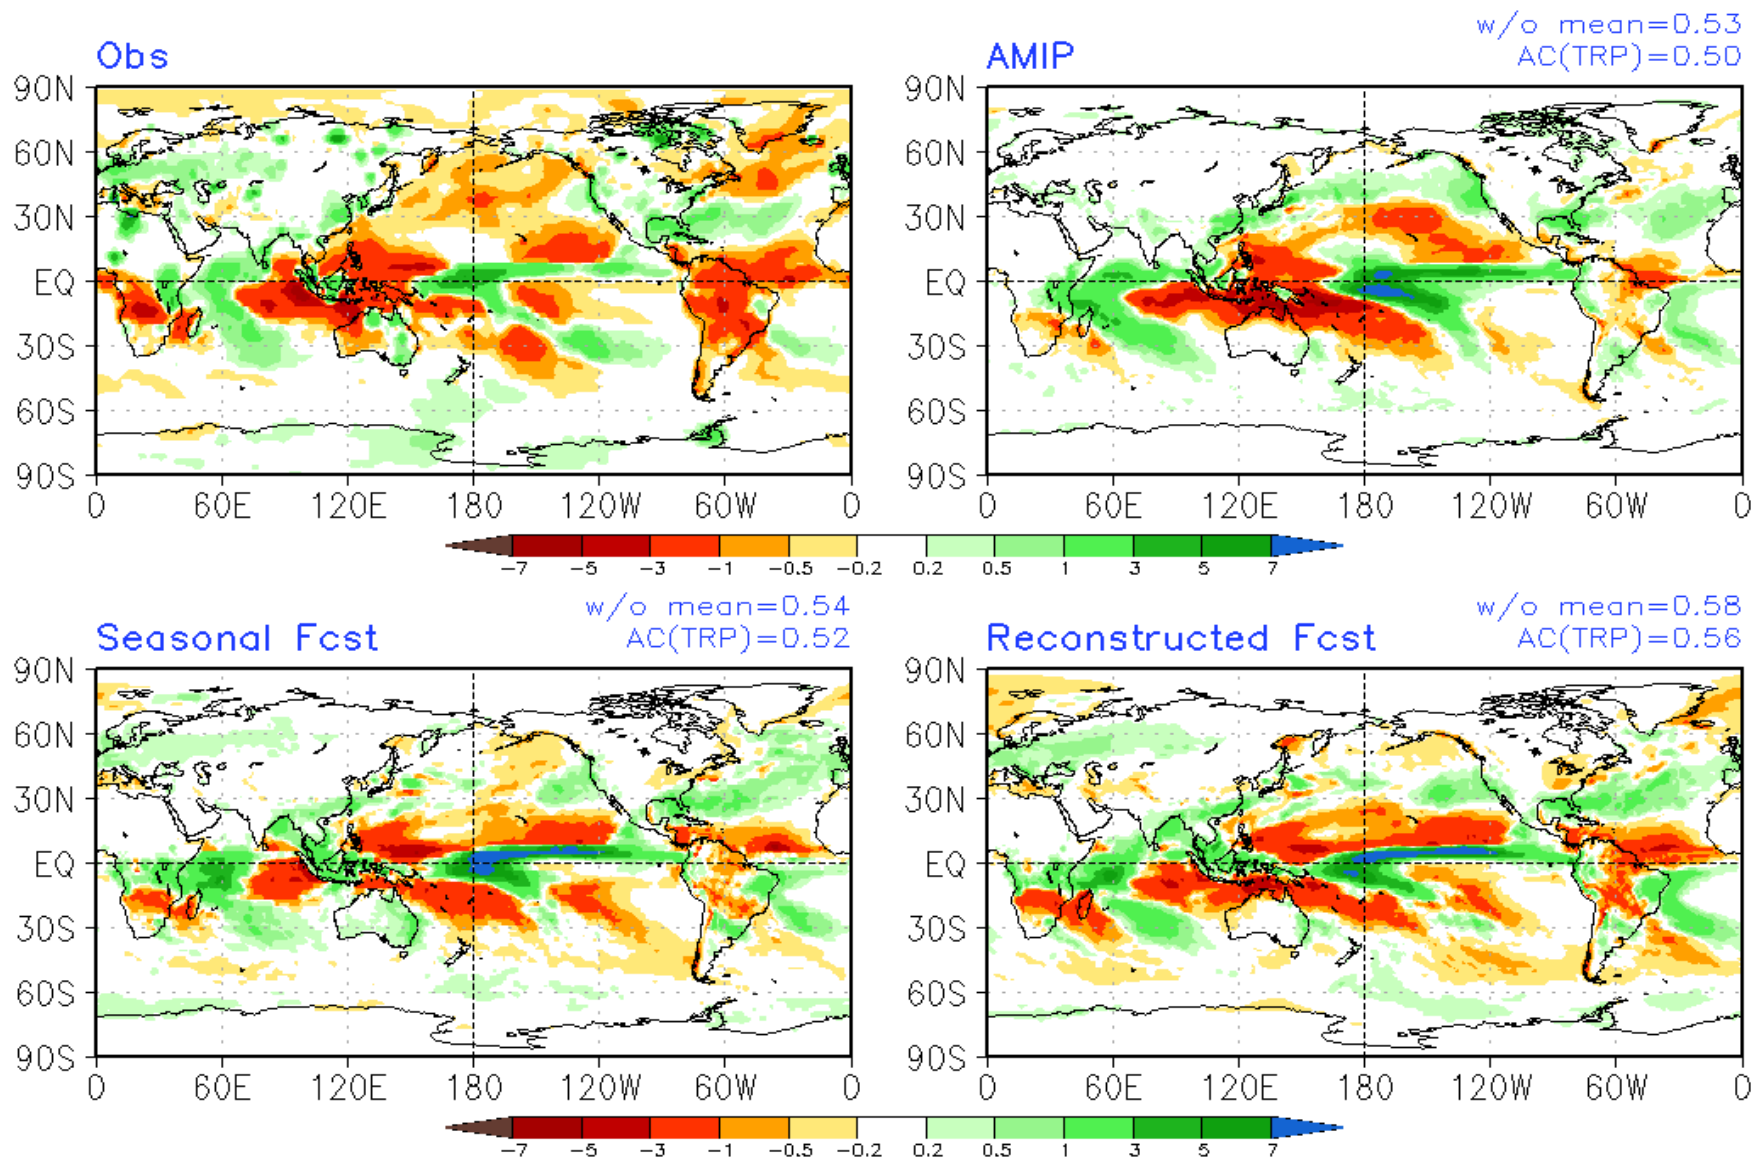 w/o mean=0.53
Obs
AMIP
AC(TRP)=0.50
90N
60N
30N
EQ
30S
60S
90S
0 60E 120E 180 120W 60W 0
90N
60N
30N
EQ
30S
60S
90S
0 60E 120E 180 120W 60W 0
-7 -5 -3 -1 -0.5 -0.2 0.2 0.5 1 3 5 7
w/o mean=0.54
Seasonal Fcst
AC(TRP)=0.52
w/o mean=0.58
Reconstructed Fcst
AC(TRP)=0.56
90N
60N
30N
EQ
30S
60S
90S
0 60E 120E 180 120W 60W 0
90N
60N
30N
EQ
30S
60S
90S
0 60E 120E 180 120W 60W 0
-7 -5 -3 -1 -0.5 -0.2 0.2 0.5 1 3 5 7